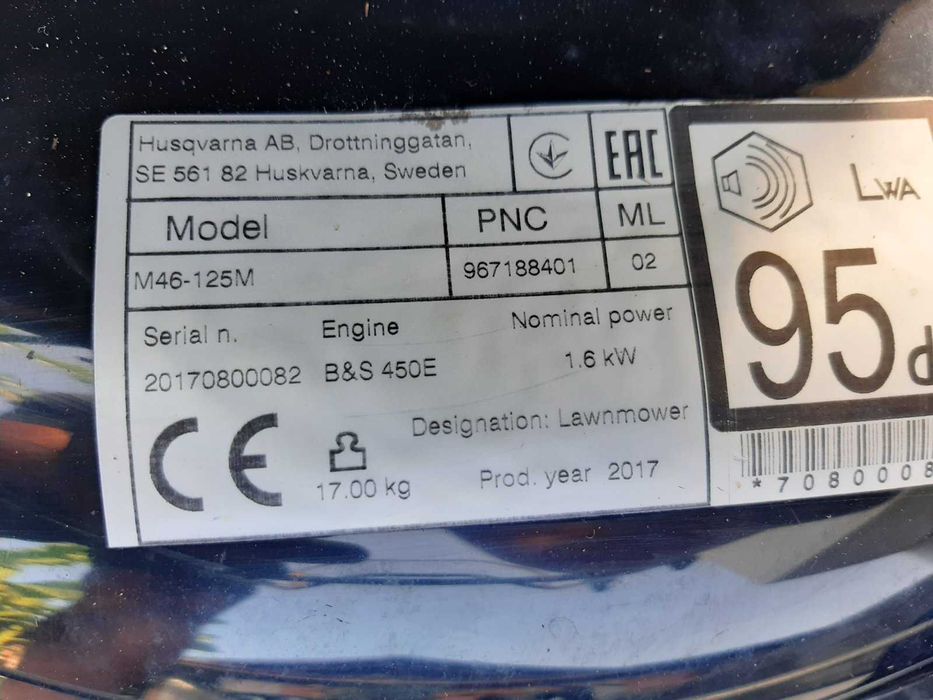 Husqvarna AB, Drottninggatan,
SE 561 82 Huskvarna, Sweden
EAC
Model
PNC
ML
M46-125M
967188401
02
Serial n.
Engine
Nominal power
20170800082
B&S 450E
1.6 kW
Designation: Lawnmower
CE
17.00 kg
Prod. year 2017
LWA
95 d
*7080008